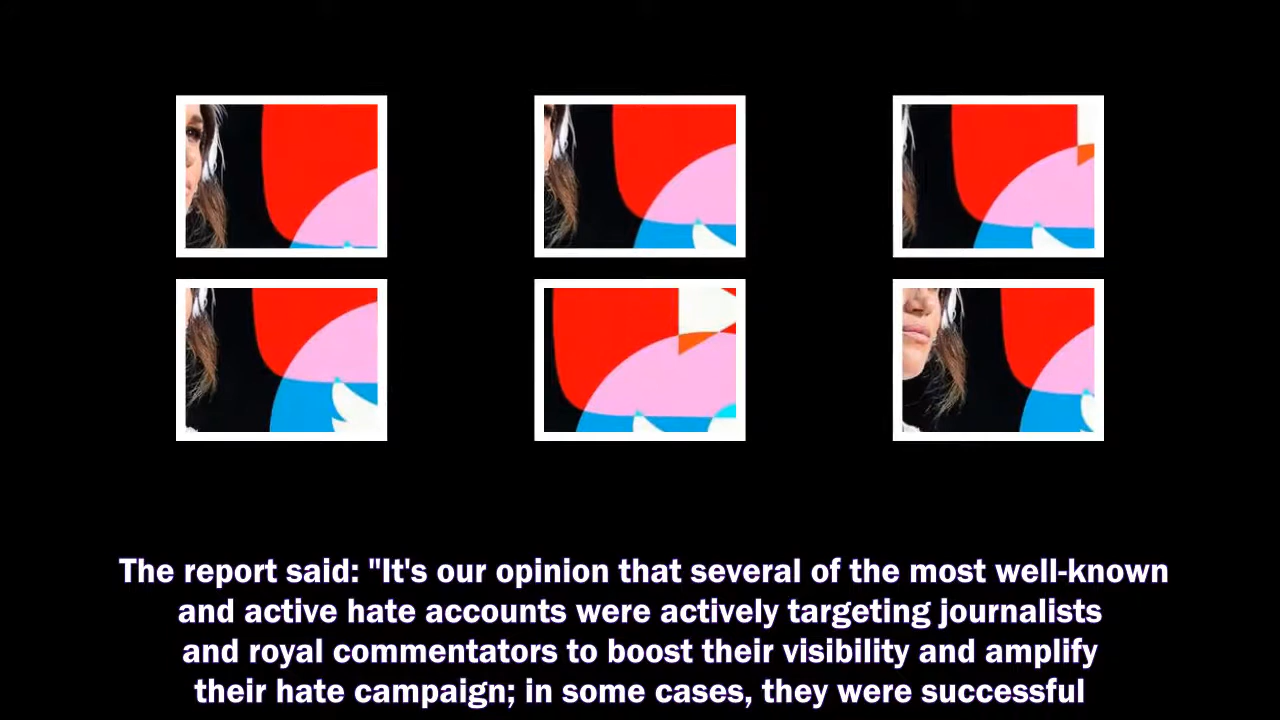 The report said: "It's our opinion that several of the most well-known
and active hate accounts were actively targeting journalists
and royal commentators to boost their visibility and amplify
their hate campaign; in some cases, they were successful